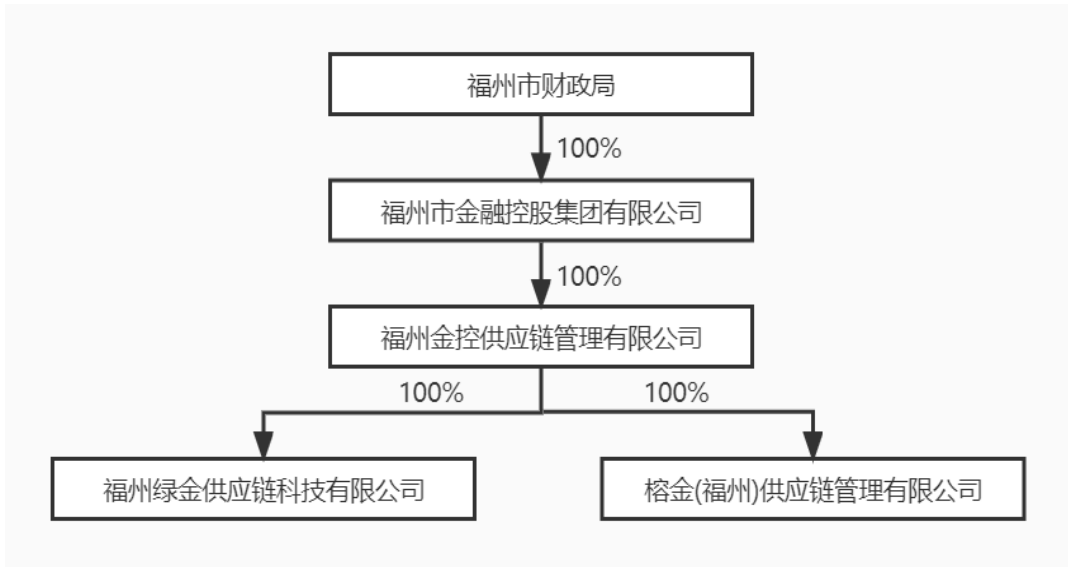 福州市财政局
100%
福州市金融控股集团有限公司
100%
福州金控供应链管理有限公司
100%
100%
福州绿金供应链科技有限公司
榕金(福州)供应链管理有限公司